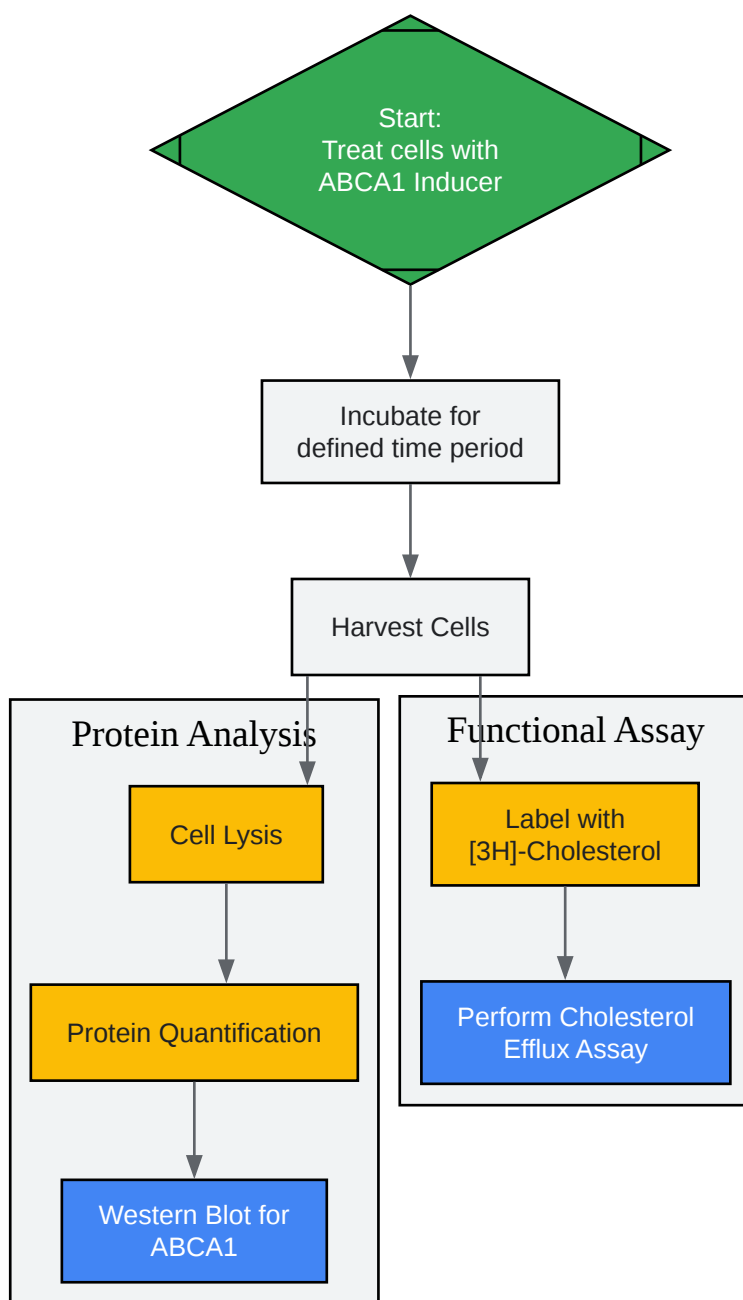 Start:
Treat cells with
ABCA1 Inducer
Incubate for
defined time period
Harvest Cells
Protein Analysis
Cell Lysis
Protein Quantification
Western Blot for
ABCA1
Functional Assay
Label with
[3H]-Cholesterol
Perform Cholesterol
Efflux Assay